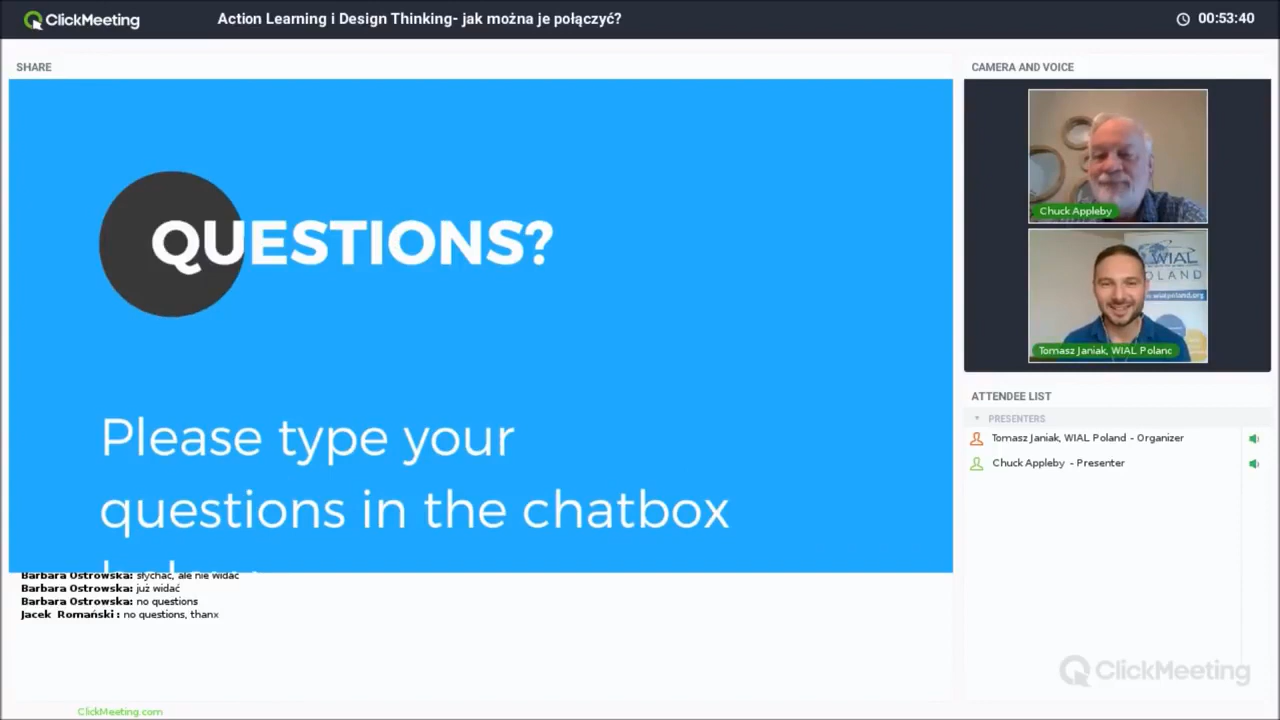 ClickMeeting
Action Learning i Design Thinking- jak można je połączyć?
00:53:40
SHARE
QUESTIONS?
Please type your
questions in the chatbox
Barbara Ostrowska: słychać, ale nie widać
Barbara Ostrowska: już widać
Barbara Ostrowska: no questions
Jacek Romański : no questions, thanx
ClickMeeting.com
CAMERA AND VOICE
Chuck Appleby
WIAL
POLAND
wialpoland.org
Tomasz Janiak, WIAL Polanc
ATTENDEE LIST
PRESENTERS
Tomasz Janiak, WIAL Poland - Organizer
Chuck Appleby - Presenter
ClickMeeting